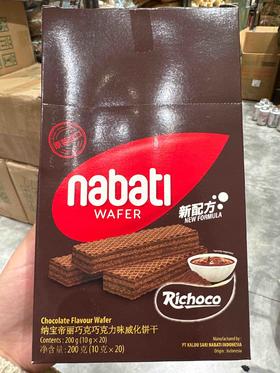 nabati
WAFER
新配方
NEW FORMULA
Richoco
Chocolate Flavour Wafer
纳宝帝丽巧克巧克力味威化饼干
Contents : 200 g (10 g x 20)
净含量: 200 克 (10克 x 20)
Manufactured by :
PT KALDU SARI NABATI INDONESIA
Origin : Indonesia